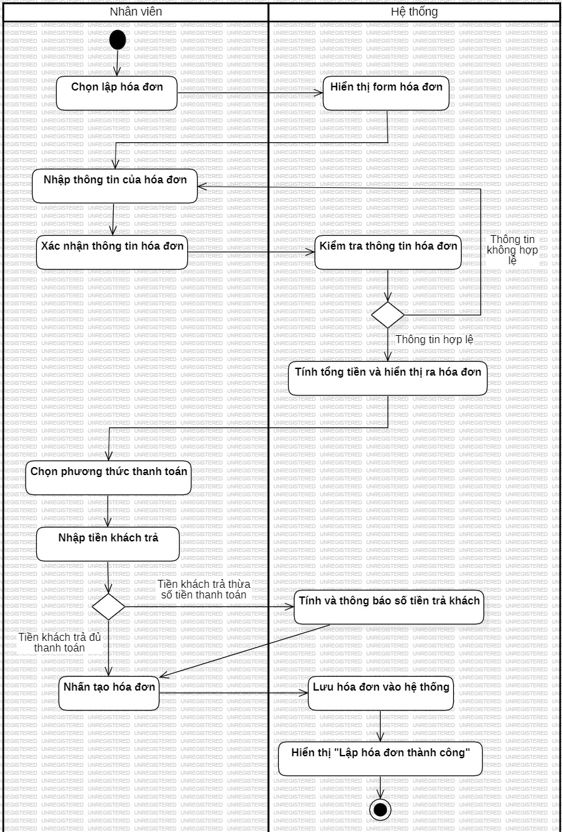 Nhân viên
Hệ thống
Chọn lập hóa đơn
Hiển thị form hóa đơn
Nhập thông tin của hóa đơn
Xác nhận thông tin hóa đơn
Kiểm tra thông tin hóa đơn
Thông tin
không hợp
lệ
Thông tin hợp lệ
Tính tổng tiền và hiển thị ra hóa đơn
Chọn phương thức thanh toán
Nhập tiền khách trả
Tiền khách trả thừa
số tiền thanh toán
Tính và thông báo số tiền trả khách
Tiền khách trả đủ
thanh toán
Nhấn tạo hóa đơn
Lưu hóa đơn vào hệ thống
Hiển thị "Lập hóa đơn thành công"
UNREGISTERED